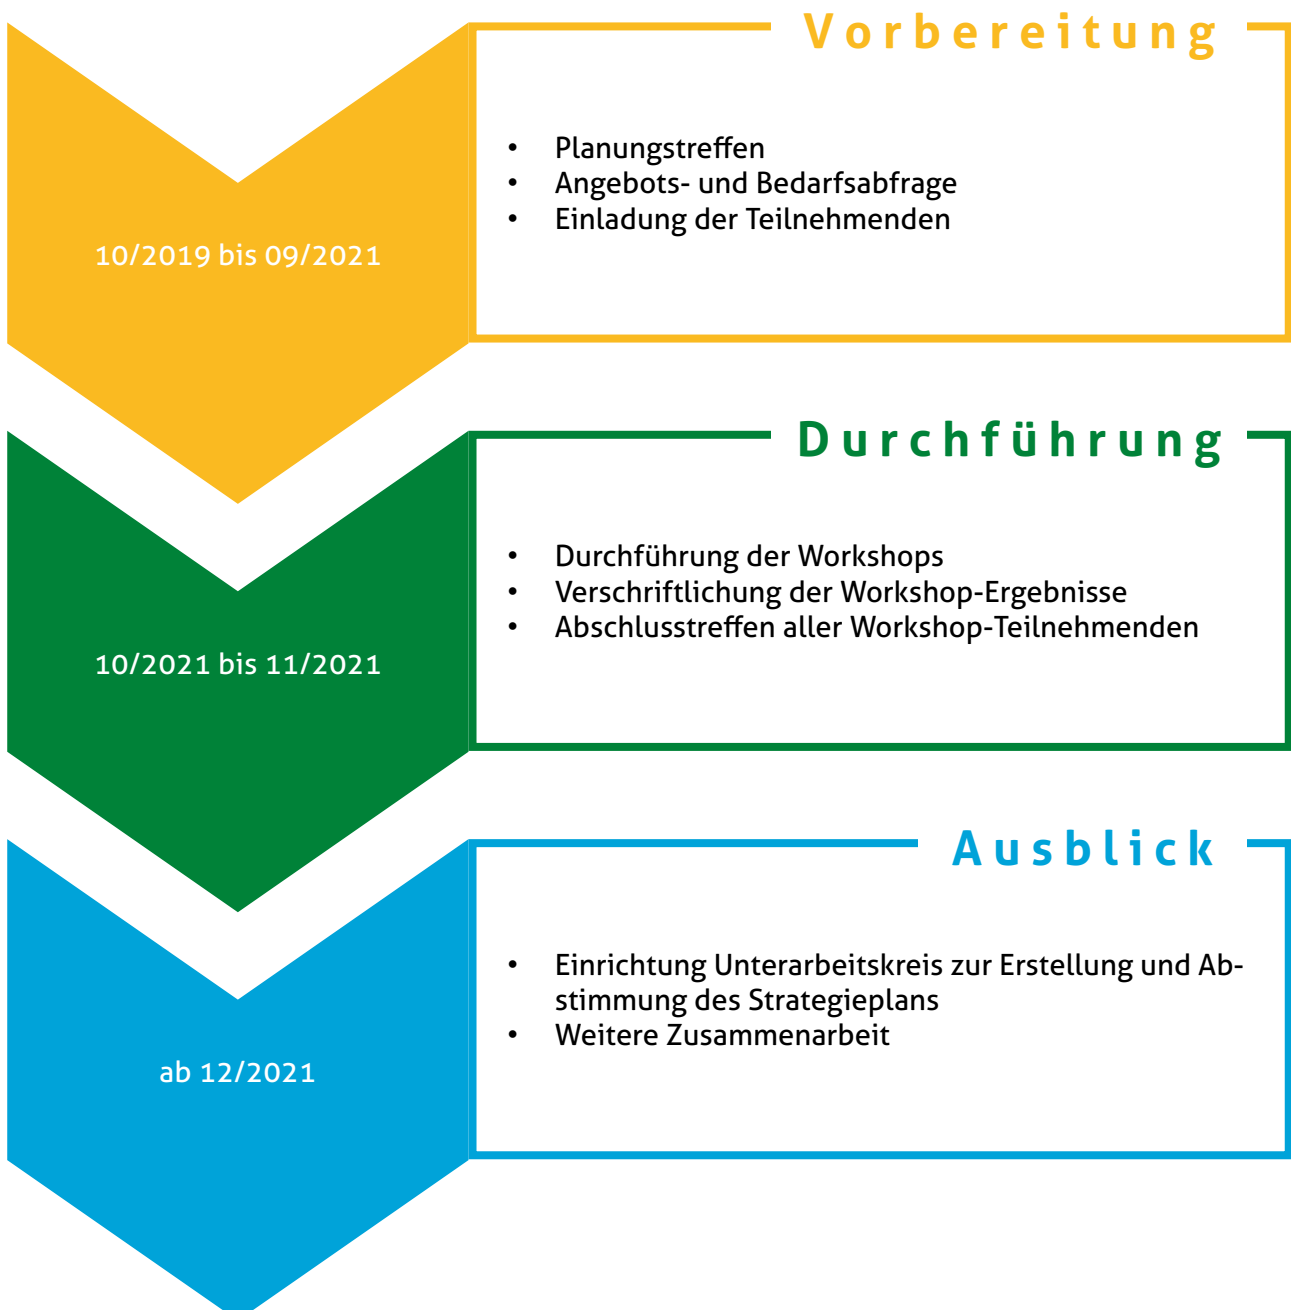 Vorbereitung
10/2019 bis 09/2021
• Planungstreffen
• Angebots- und Bedarfsabfrage
• Einladung der Teilnehmenden
Durchführung
10/2021 bis 11/2021
• Durchführung der Workshops
• Verschriftlichung der Workshop-Ergebnisse
• Abschlusstreffen aller Workshop-Teilnehmenden
Ausblick
ab 12/2021
• Einrichtung Unterarbeitskreis zur Erstellung und Ab-
stimmung des Strategieplans
• Weitere Zusammenarbeit